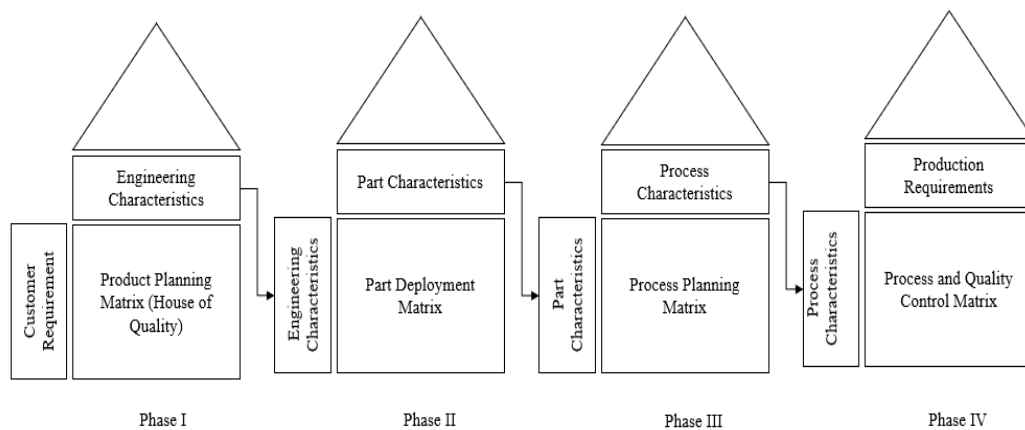 Engineering
Characteristics
Customer
Requirement
Product Planning
Matrix (House of
Quality)
Phase I
Part Characteristics
Engineering
Characteristics
Part Deployment
Matrix
Phase II
Process
Characteristics
Part
Characteristics
Process Planning
Matrix
Phase III
Production
Requirements
Process
Characteristics
Process and Quality
Control Matrix
Phase IV